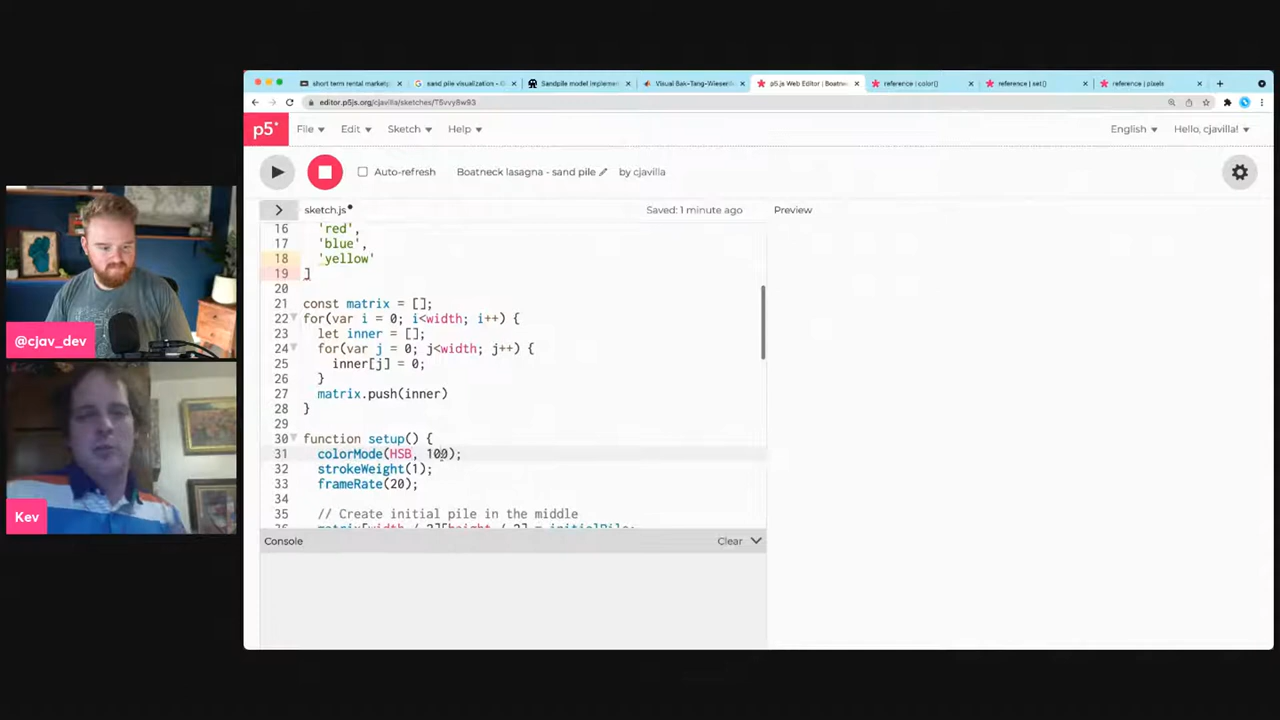 short term rental marketp
sand pile visualization - G
Sandpile model implemen
Visual Bak-Tang-Wiesenfe
p5.js Web Editor | Boatne
reference | color()
reference | set()
reference | pixels
editor.p5js.org/cjavilla/sketches/T5vvy8w93
p5* File Edit Sketch Help English Hello, cjavilla!
Auto-refresh Boatneck lasagna - sand pile by cjavilla
sketch.js Saved: 1 minute ago Preview
16 'red',
17 'blue',
18 'yellow'
19 ]
20
21 const matrix = [];
22 for(var i = 0; i<width; i++) {
23 let inner = [];
24 for(var j = 0; j<width; j++) {
25 inner[j] = 0;
26 }
27 matrix.push(inner)
28 }
29
30 function setup() {
31 colorMode(HSB, 100);
32 strokeWeight(1);
33 frameRate(20);
34
35 // Create initial pile in the middle
36 matrix[width / 2][height / 2] = initialPile;
Console Clear
@cjav_dev
Kev